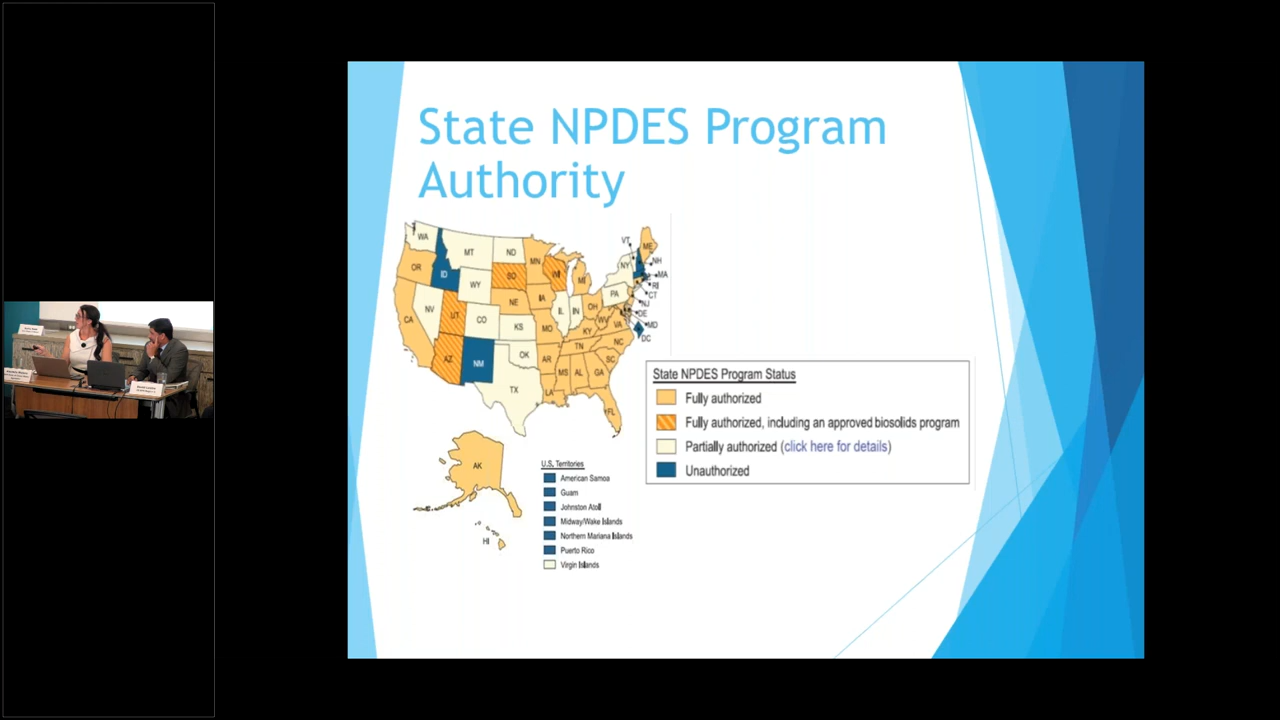 State NPDES Program
Authority
WA
MT
ND
MN
OR
ID
SD
WI
MI
WY
NE
IA
NV
UT
CO
CA
KS
MO
IL
IN
OH
WV
KY
VA
AZ
NM
OK
AR
TN
NC
SC
TX
LA
MS
AL
GA
FL
VT
ME
NH
NY
MA
RI
CT
PA
NJ
DE
MD
DC
AK
HI
State NPDES Program Status
Fully authorized
Fully authorized, including an approved biosolids program
Partially authorized (click here for details)
Unauthorized
U.S. Territories
American Samoa
Guam
Johnston Atoll
Midway/Wake Islands
Northern Mariana Islands
Puerto Rico
Virgin Islands